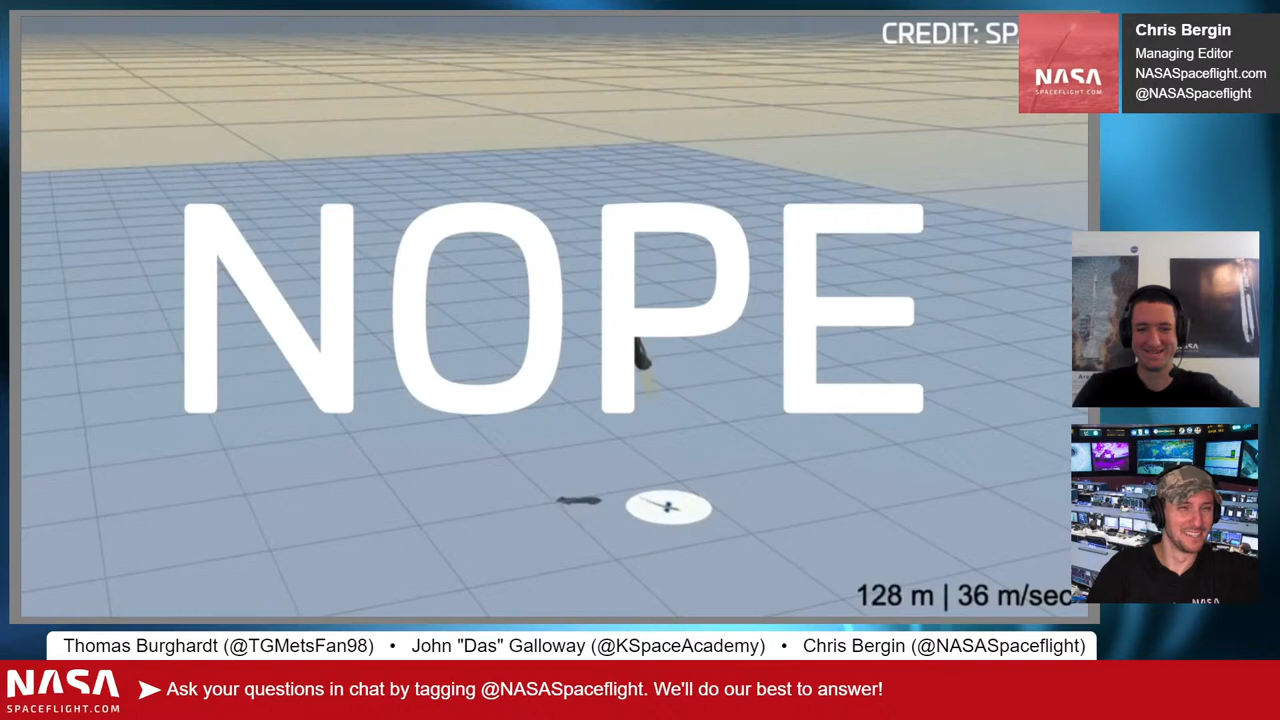 CREDIT: SP
NASA
SPACEFLIGHT.COM
Chris Bergin
Managing Editor
NASASpaceflight.com
@NASASpaceflight
NOPE
128 m | 36 m/sec
Thomas Burghardt (@TGMetsFan98) • John "Das" Galloway (@KSpaceAcademy) • Chris Bergin (@NASASpaceflight)
NASA
SPACEFLIGHT.COM
Ask your questions in chat by tagging @NASASpaceflight. We'll do our best to answer!